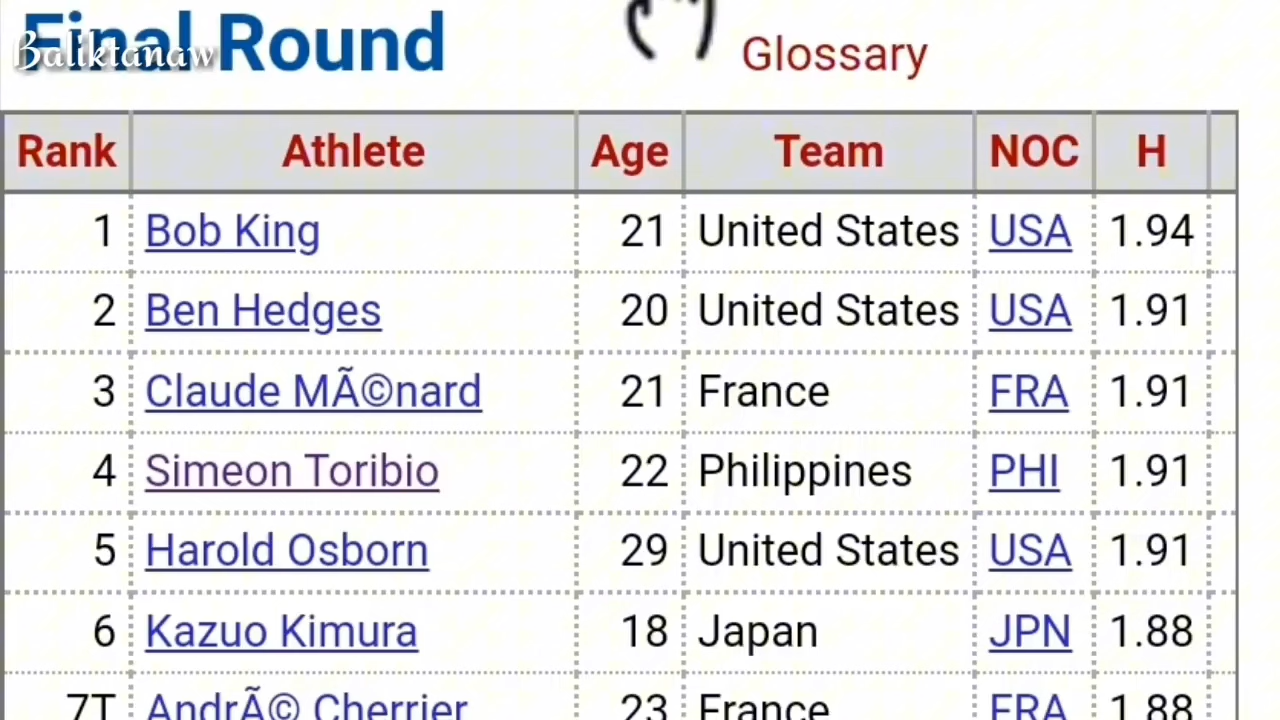 Final Round
Baliktanaw
Glossary
Rank Athlete Age Team NOC H
1 Bob King 21 United States USA 1.94
2 Ben Hedges 20 United States USA 1.91
3 Claude MÃ©nard 21 France FRA 1.91
4 Simeon Toribio 22 Philippines PHI 1.91
5 Harold Osborn 29 United States USA 1.91
6 Kazuo Kimura 18 Japan JPN 1.88
7T AndrÃ© Cherrier 23 France FRA 1.88